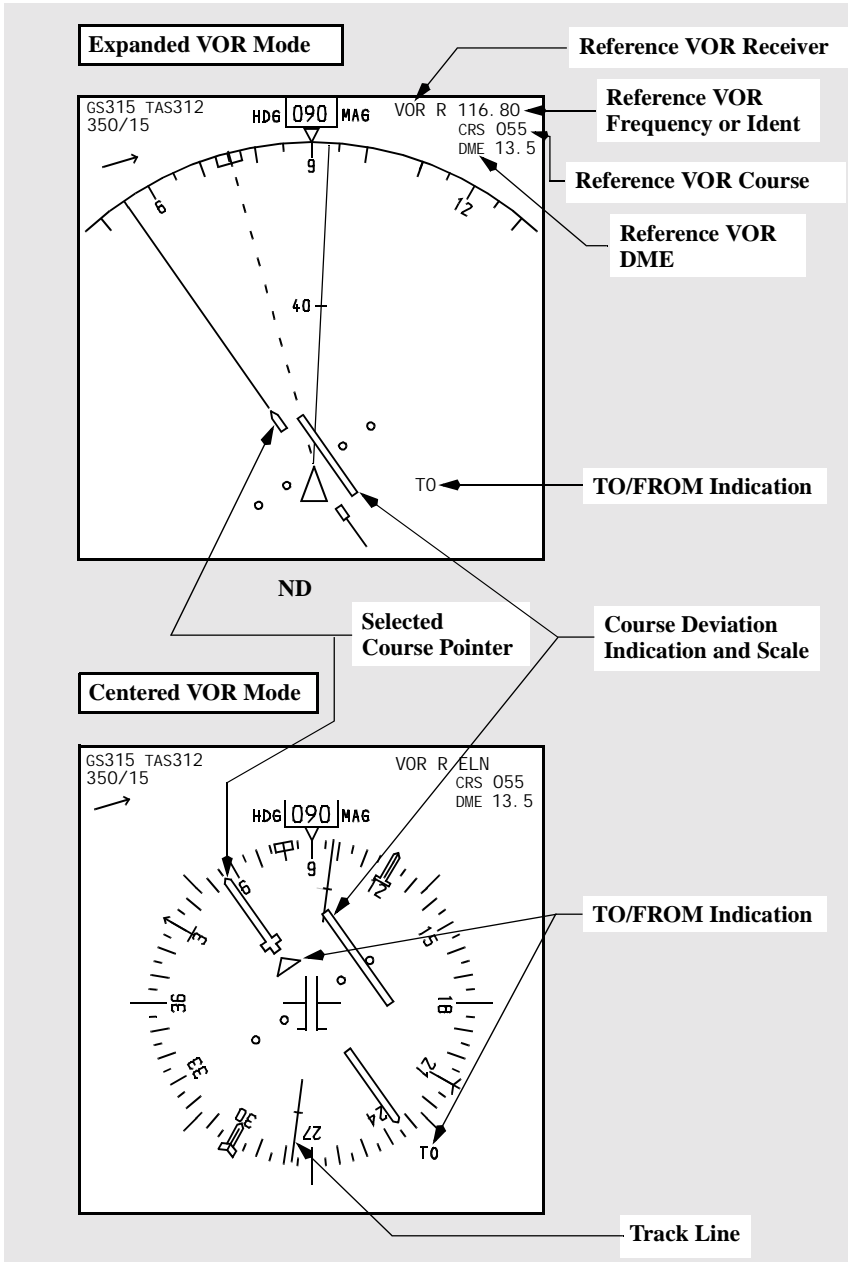 Expanded VOR Mode
Reference VOR Receiver
Reference VOR
Frequency or Ident
Reference VOR Course
Reference VOR
DME
GS315 TAS312
350/15
HDG 090 MAG
VOR R 116.80
CRS 055
DME 13.5
6
9
12
40
TO
TO/FROM Indication
ND
Selected
Course Pointer
Course Deviation
Indication and Scale
Centered VOR Mode
GS315 TAS312
350/15
HDG 090 MAG
VOR R ELN
CRS 055
DME 13.5
6
9
12
3
15
36
18
33
21
30
27
24
TO
TO/FROM Indication
Track Line